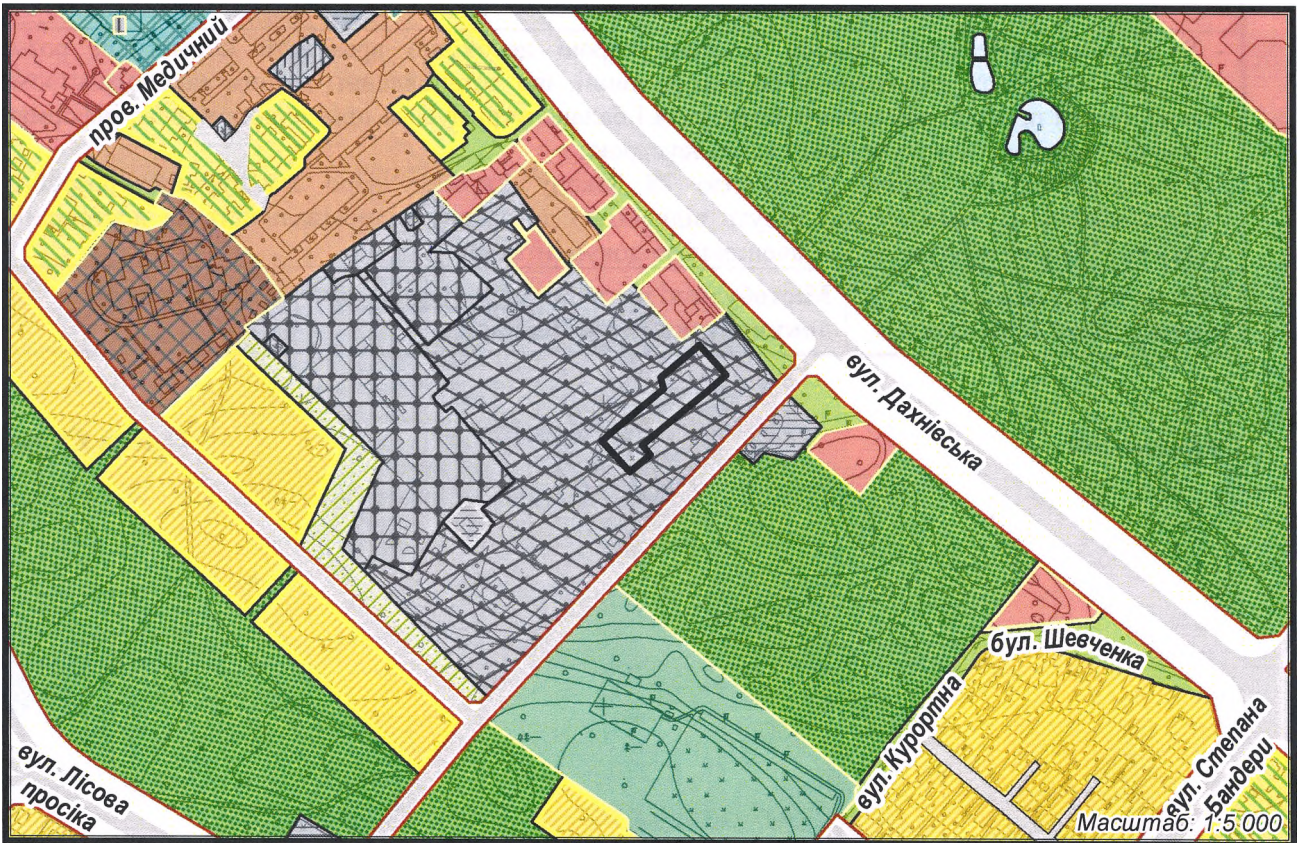 пров. Медичний
вул. Дахнівська
бул. Шевченка
вул. Курортна
вул. Степана
Бандери
вул. Лісова
просіка
Масштаб: 1:5 000